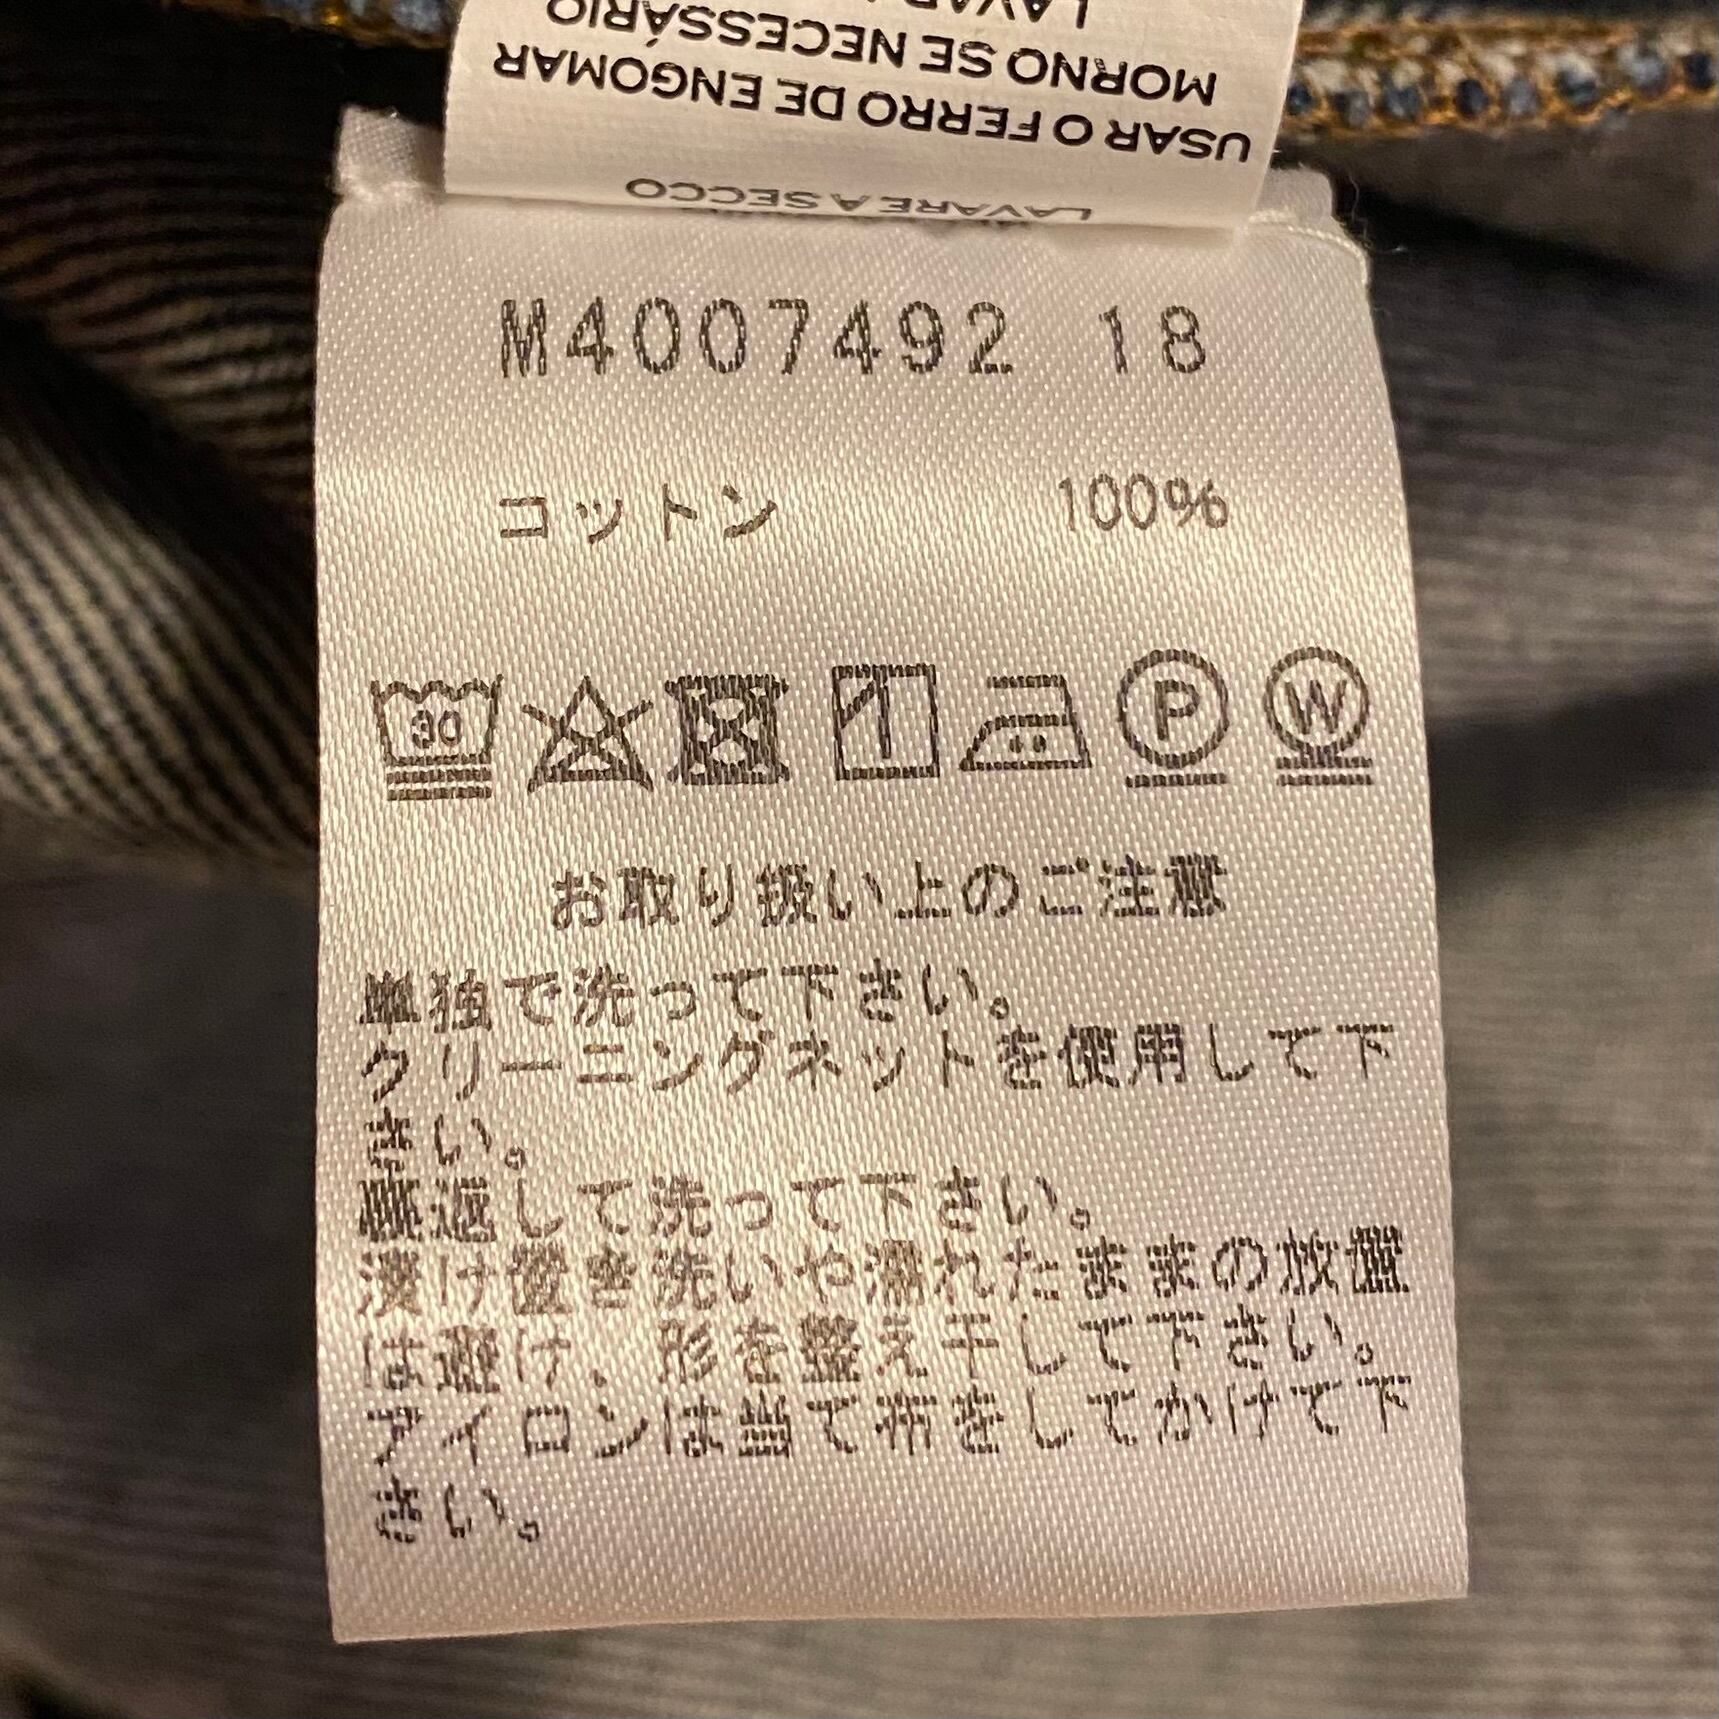 LAVAR
MORNO SE NECESSÁRIO
USAR O FERRO DE ENGOMAR
LAVARE A SECCO
M4007492 18
コットン 100%
30
P W
お取り扱い上のご注意
単独で洗って下さい。
クリーニングネットを使用して下
さい。
裏返して洗って下さい。
浸け置き洗いや濡れたままの放置
は避け、形を整え干して下さい。
アイロンは当て布をしてかけて下
さい。